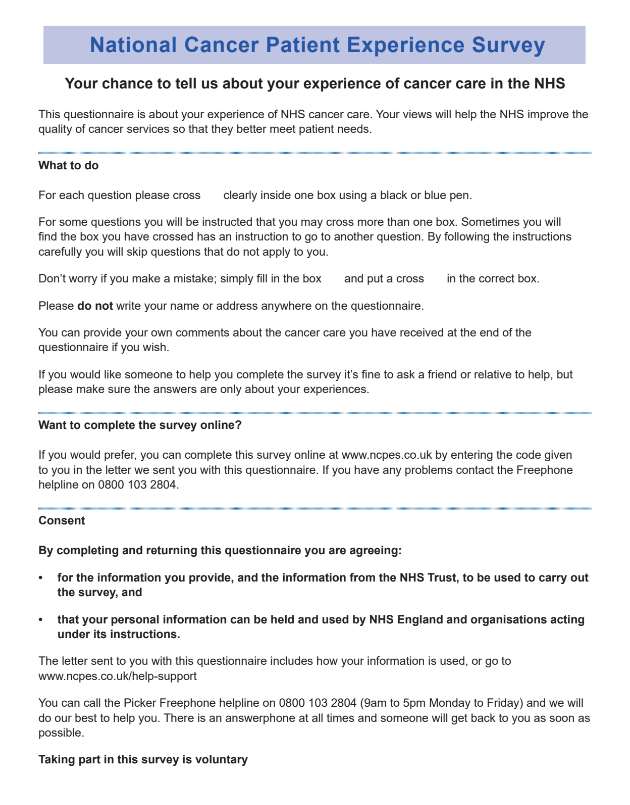 National Cancer Patient Experience Survey
Your chance to tell us about your experience of cancer care in the NHS
This questionnaire is about your experience of NHS cancer care. Your views will help the NHS improve the
quality of cancer services so that they better meet patient needs.
What to do
For each question please cross clearly inside one box using a black or blue pen.
For some questions you will be instructed that you may cross more than one box. Sometimes you will
find the box you have crossed has an instruction to go to another question. By following the instructions
carefully you will skip questions that do not apply to you.
Don’t worry if you make a mistake; simply fill in the box and put a cross in the correct box.
Please do not write your name or address anywhere on the questionnaire.
You can provide your own comments about the cancer care you have received at the end of the
questionnaire if you wish.
If you would like someone to help you complete the survey it’s fine to ask a friend or relative to help, but
please make sure the answers are only about your experiences.
Want to complete the survey online?
If you would prefer, you can complete this survey online at www.ncpes.co.uk by entering the code given
to you in the letter we sent you with this questionnaire. If you have any problems contact the Freephone
helpline on 0800 103 2804.
Consent
By completing and returning this questionnaire you are agreeing:
• for the information you provide, and the information from the NHS Trust, to be used to carry out
the survey, and
• that your personal information can be held and used by NHS England and organisations acting
under its instructions.
The letter sent to you with this questionnaire includes how your information is used, or go to
www.ncpes.co.uk/help-support
You can call the Picker Freephone helpline on 0800 103 2804 (9am to 5pm Monday to Friday) and we will
do our best to help you. There is an answerphone at all times and someone will get back to you as soon as
possible.
Taking part in this survey is voluntary